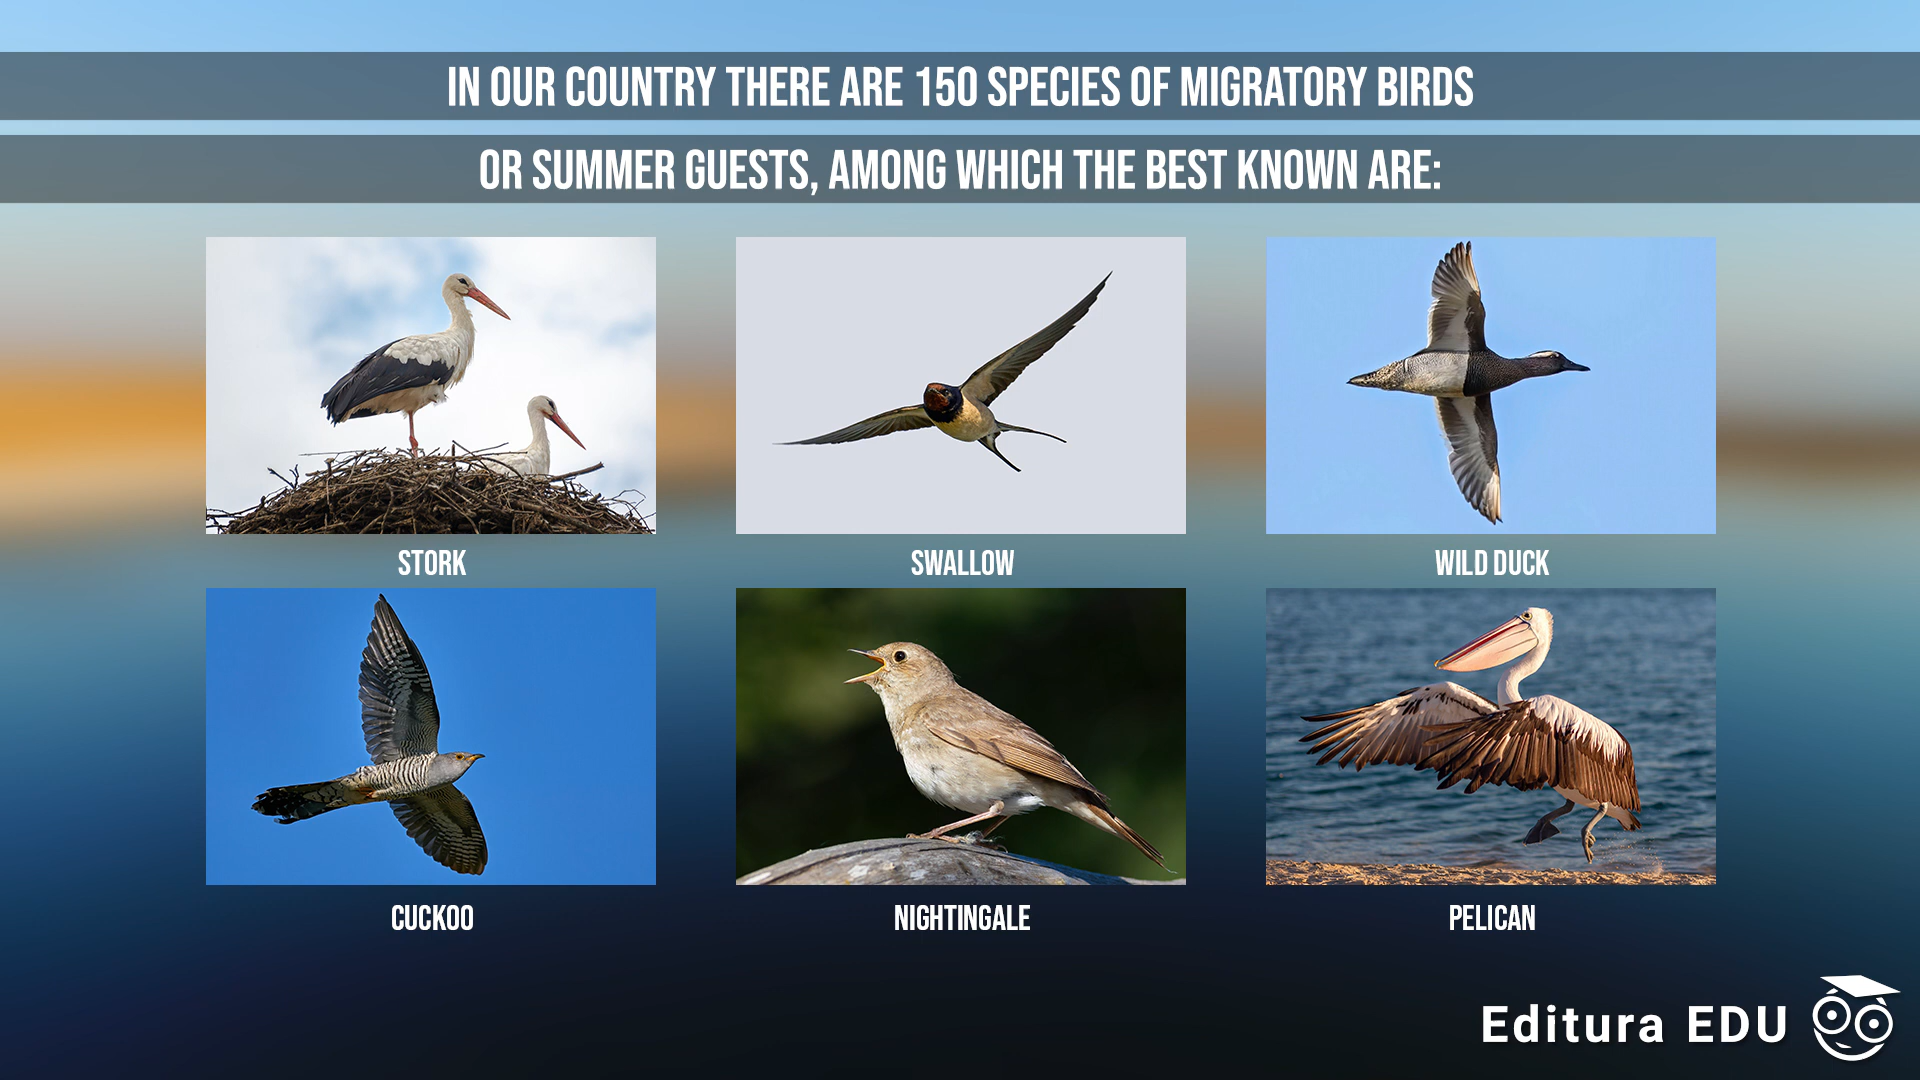 IN OUR COUNTRY THERE ARE 150 SPECIES OF MIGRATORY BIRDS
OR SUMMER GUESTS, AMONG WHICH THE BEST KNOWN ARE:
STORK
SWALLOW
WILD DUCK
CUCKOO
NIGHTINGALE
PELICAN
Editura EDU